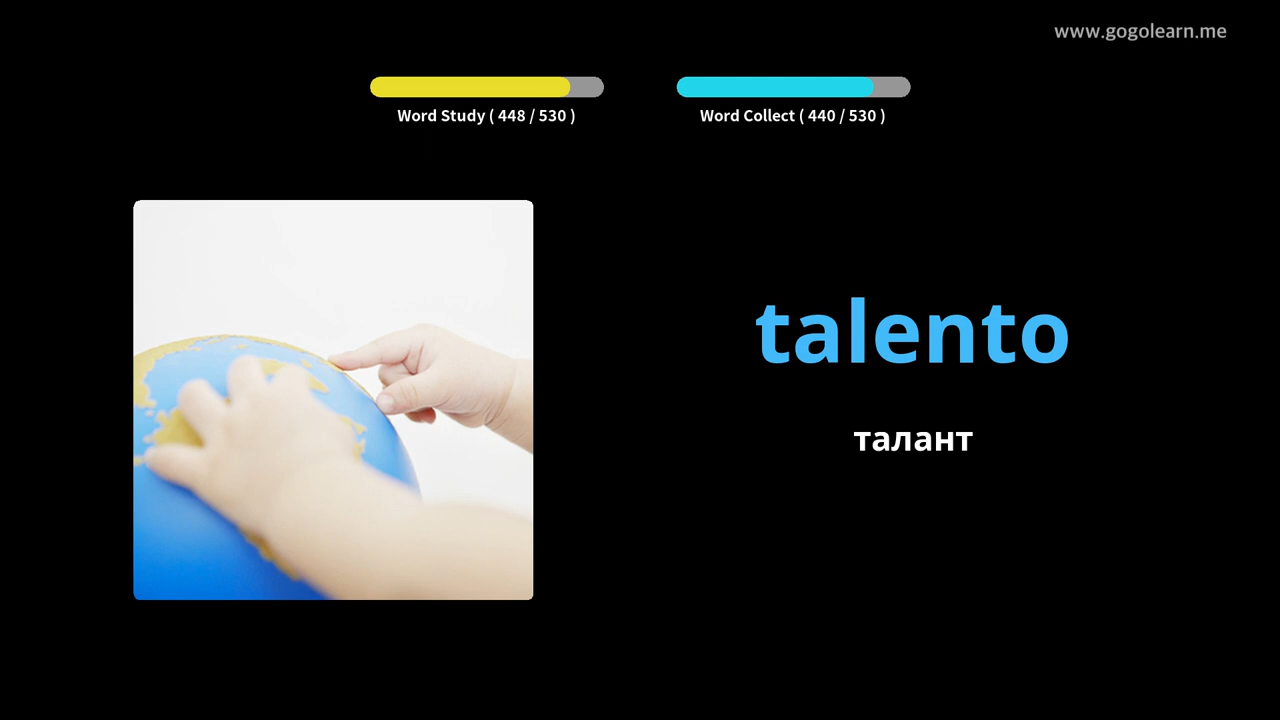 www.gogolearn.me
Word Study ( 448 / 530 )
Word Collect ( 440 / 530 )
talento
талант